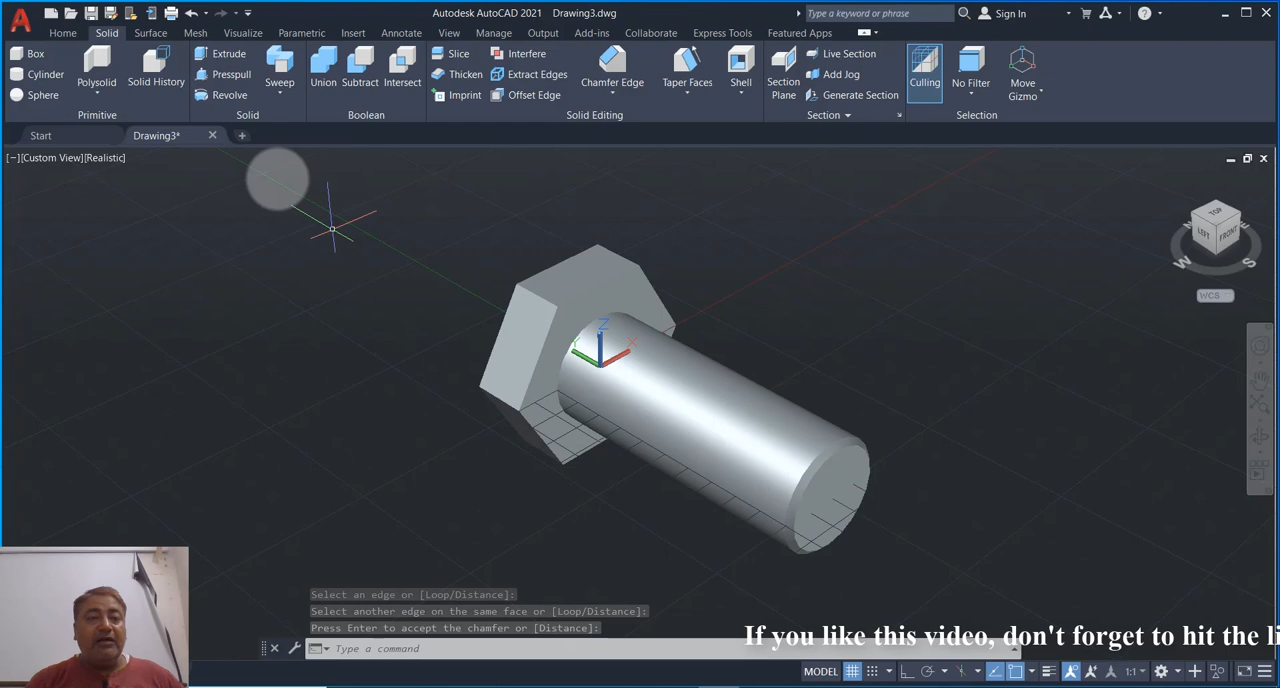 Autodesk AutoCAD 2021 Drawing3.dwg
Type a keyword or phrase
Sign In
Home Solid Surface Mesh Visualize Parametric Insert Annotate View Manage Output Add-ins Collaborate Express Tools Featured Apps
Box
Cylinder
Sphere
Polysolid
Solid History
Primitive
Extrude
Presspull
Revolve
Sweep
Solid
Union
Subtract
Intersect
Boolean
Slice
Thicken
Imprint
Interfere
Extract Edges
Offset Edge
Chamfer Edge
Taper Faces
Shell
Solid Editing
Section
Plane
Live Section
Add Jog
Generate Section
Section
Culling
No Filter
Move
Gizmo
Selection
Start
Drawing3*
[−][Custom View][Realistic]
TOP
LEFT
FRONT
W
S
WCS
Z
X
Select an edge or [Loop/Distance]:
Select another edge on the same face or [Loop/Distance]:
Press Enter to accept the chamfer or [Distance]:
Type a command
If you like this video, don't forget to hit the li
MODEL
1:1